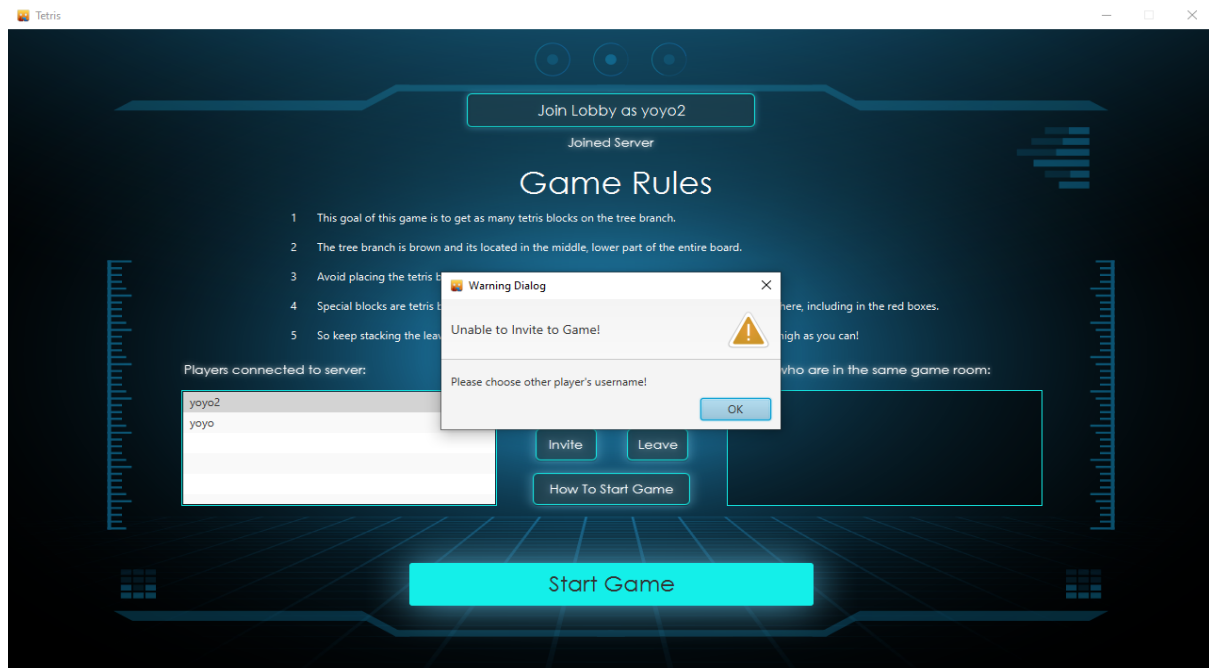 Tetris
Join Lobby as yoyo2
Joined Server
Game Rules
1 This goal of this game is to get as many tetris blocks on the tree branch.
2 The tree branch is brown and its located in the middle, lower part of the entire board.
3 Avoid placing the tetris
4 Special blocks are tetris here, including in the red boxes.
5 So keep stacking the high as you can!
Warning Dialog
Unable to Invite to Game!
Please choose other player's username!
OK
Players connected to server:
who are in the same game room:
yoyo2
yoyo
Invite Leave
How To Start Game
Start Game